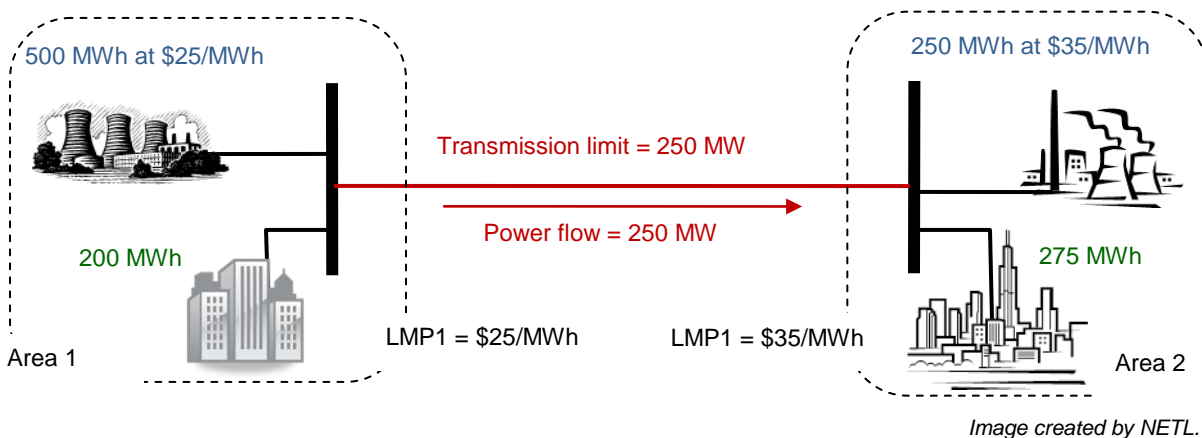 500 MWh at $25/MWh
250 MWh at $35/MWh
Transmission limit = 250 MW
Power flow = 250 MW
200 MWh
275 MWh
LMP1 = $25/MWh
LMP1 = $35/MWh
Area 1
Area 2
Image created by NETL.